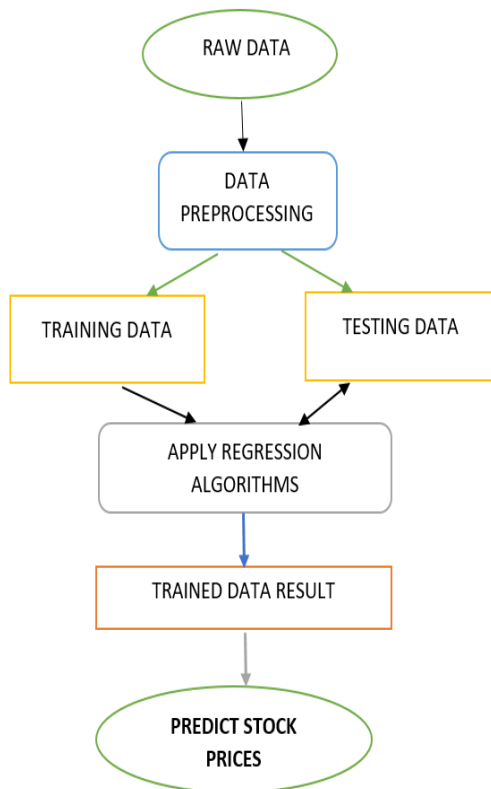 RAW DATA
DATA
PREPROCESSING
TRAINING DATA
TESTING DATA
APPLY REGRESSION
ALGORITHMS
TRAINED DATA RESULT
PREDICT STOCK
PRICES